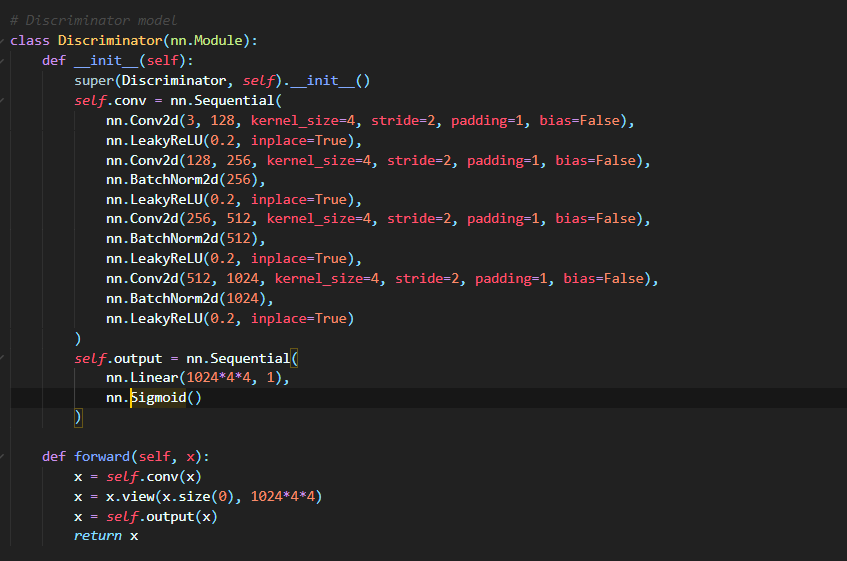 # Discriminator model
class Discriminator(nn.Module):
    def __init__(self):
        super(Discriminator, self).__init__()
        self.conv = nn.Sequential(
            nn.Conv2d(3, 128, kernel_size=4, stride=2, padding=1, bias=False),
            nn.LeakyReLU(0.2, inplace=True),
            nn.Conv2d(128, 256, kernel_size=4, stride=2, padding=1, bias=False),
            nn.BatchNorm2d(256),
            nn.LeakyReLU(0.2, inplace=True),
            nn.Conv2d(256, 512, kernel_size=4, stride=2, padding=1, bias=False),
            nn.BatchNorm2d(512),
            nn.LeakyReLU(0.2, inplace=True),
            nn.Conv2d(512, 1024, kernel_size=4, stride=2, padding=1, bias=False),
            nn.BatchNorm2d(1024),
            nn.LeakyReLU(0.2, inplace=True)
        )
        self.output = nn.Sequential(
            nn.Linear(1024*4*4, 1),
            nn.Sigmoid()
        )
    def forward(self, x):
        x = self.conv(x)
        x = x.view(x.size(0), 1024*4*4)
        x = self.output(x)
        return x